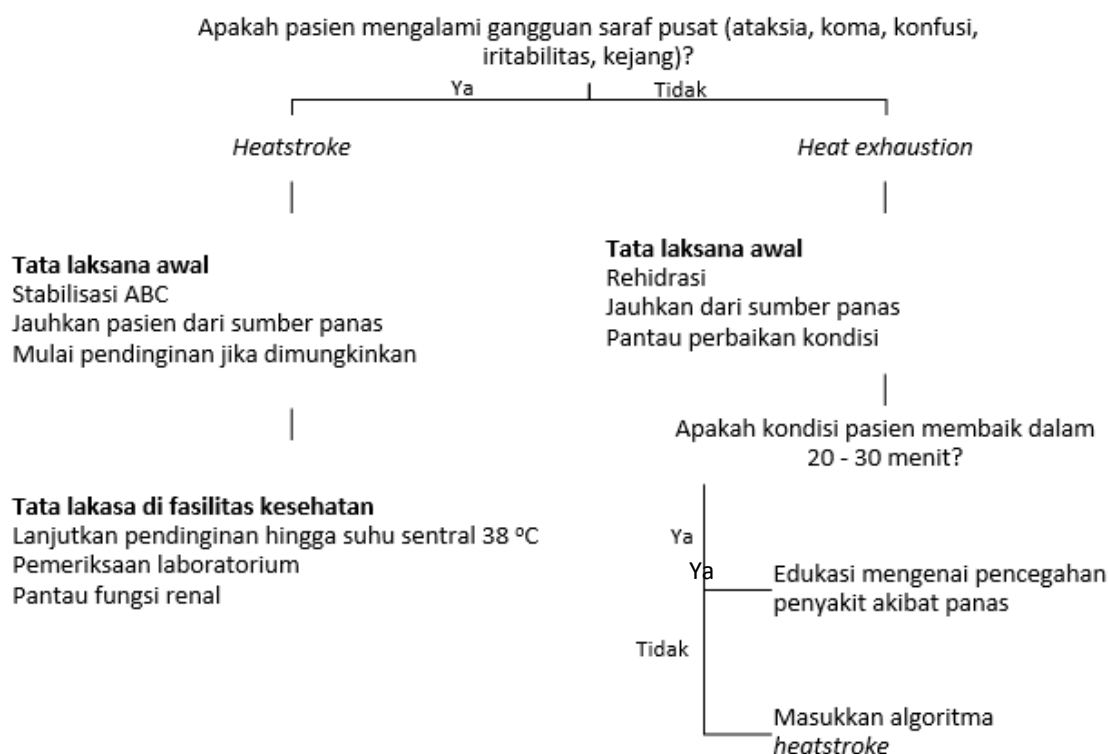 Apakah pasien mengalami gangguan saraf pusat (ataksia, koma, konfusi,
iritabilitas, kejang)?
Ya
Tidak
Heatstroke
Heat exhaustion
Tata laksana awal
Stabilisasi ABC
Jauhkan pasien dari sumber panas
Mulai pendinginan jika dimungkinkan
Tata laksana awal
Rehidrasi
Jauhkan dari sumber panas
Pantau perbaikan kondisi
Apakah kondisi pasien membaik dalam
20 - 30 menit?
Tata lakasa di fasilitas kesehatan
Lanjutkan pendinginan hingga suhu sentral 38 ºC
Pemeriksaan laboratorium
Pantau fungsi renal
Ya
Ya
Edukasi mengenai pencegahan
penyakit akibat panas
Tidak
Masukkan algoritma
heatstroke